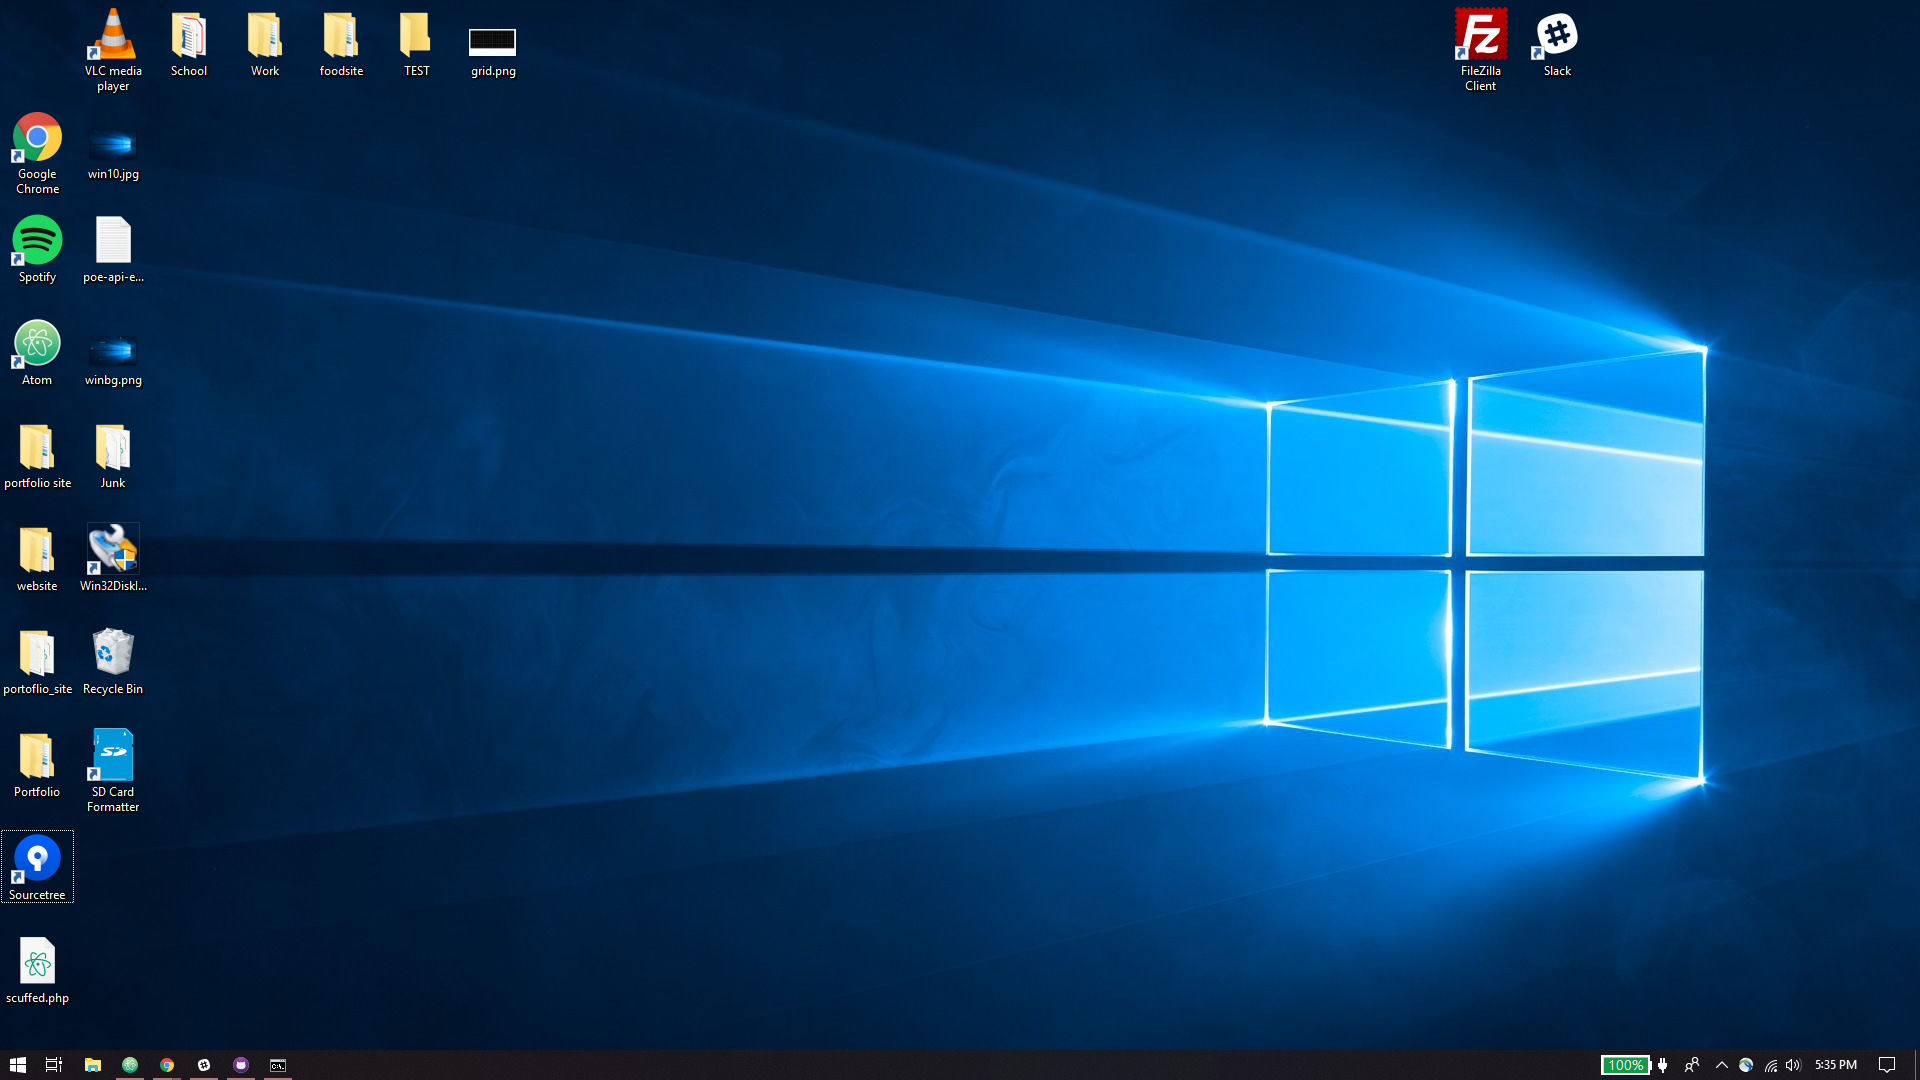 VLC media
player
School
Work
foodsite
TEST
grid.png
FileZilla
Client
Slack
Google
Chrome
win10.jpg
Spotify
poe-api-e...
Atom
winbg.png
portfolio site
Junk
website
Win32DiskI...
portoflio_site
Recycle Bin
Portfolio
SD Card
Formatter
Sourcetree
scuffed.php
100%
5:35 PM